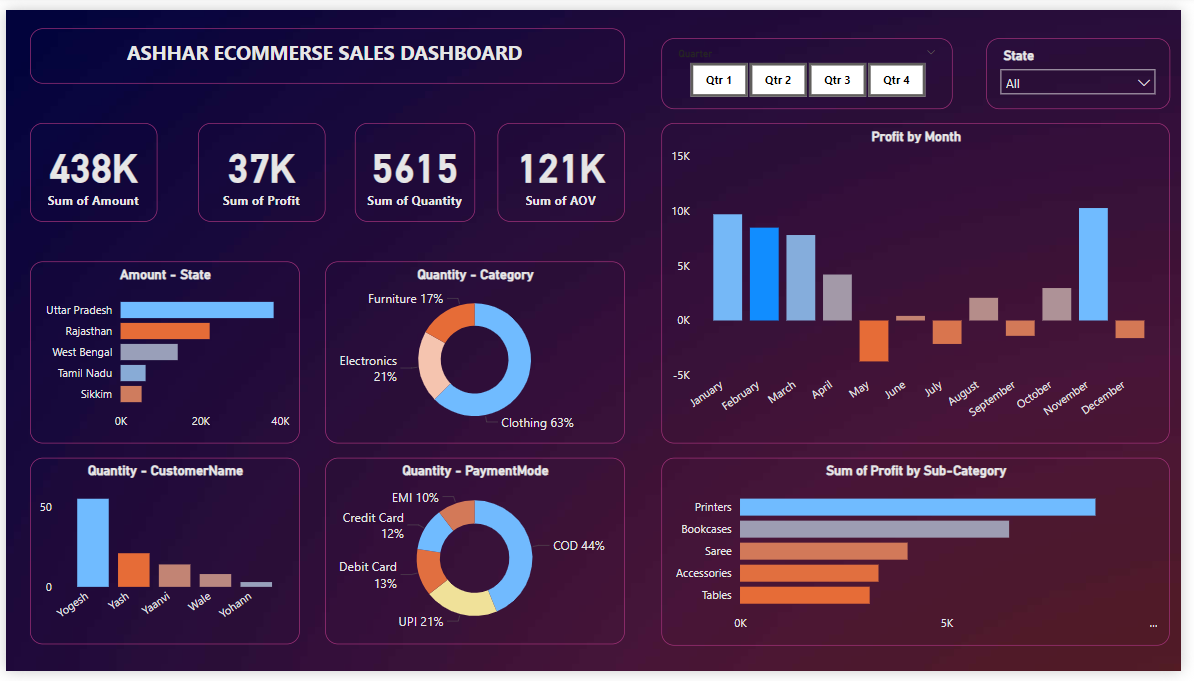 ASHHAR ECOMMERSE SALES DASHBOARD
Quarter
Qtr 1 Qtr 2 Qtr 3 Qtr 4
State
All
438K
Sum of Amount
37K
Sum of Profit
5615
Sum of Quantity
121K
Sum of AOV
Profit by Month
15K
10K
5K
0K
-5K
January February March April May June July August September October November December
Amount - State
Uttar Pradesh
Rajasthan
West Bengal
Tamil Nadu
Sikkim
0K 20K 40K
Quantity - Category
Furniture 17%
Electronics
21%
Clothing 63%
Quantity - CustomerName
50
0
Yogesh Yash Yaanvi Wale Yohann
Quantity - PaymentMode
EMI 10%
Credit Card
12%
COD 44%
Debit Card
13%
UPI 21%
Sum of Profit by Sub-Category
Printers
Bookcases
Saree
Accessories
Tables
0K 5K ...